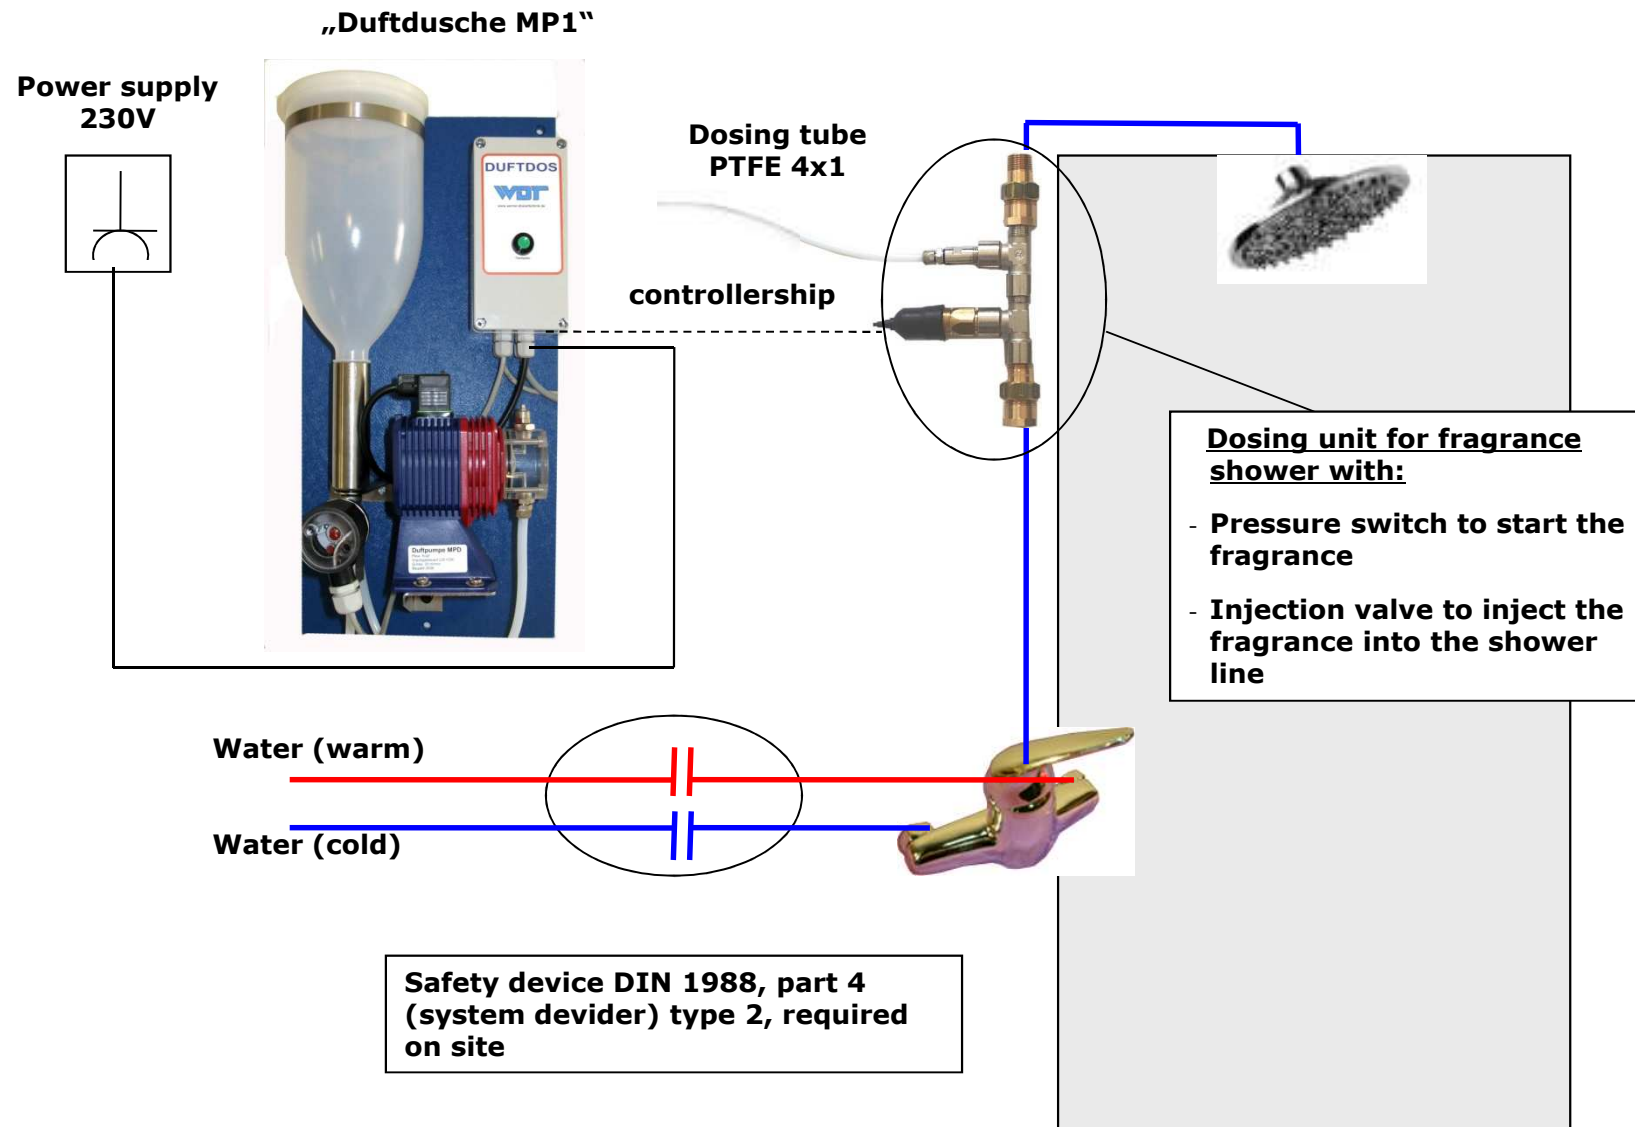 „Duftdusche MP1“
Power supply
230V
DUFTDOS
WDT
Dosing tube
PTFE 4x1
controllership
Duftpumpe MPD
Dosing unit for fragrance
shower with:
- Pressure switch to start the
fragrance
- Injection valve to inject the
fragrance into the shower
line
Water (warm)
Water (cold)
Safety device DIN 1988, part 4
(system devider) type 2, required
on site